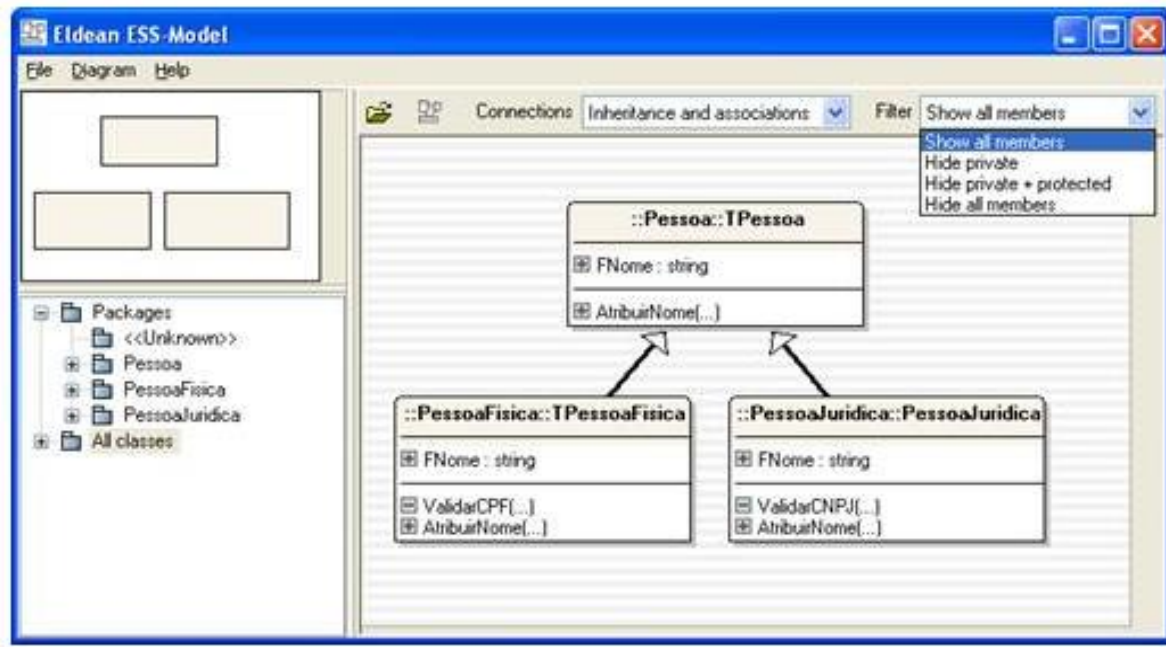 Eldean ESS-Model
File Diagram Help
Connections Inheritance and associations Filter Show all members
Show all members
Hide private
Hide private + protected
Hide all members
::Pessoa::TPessoa
FNome : string
AtribuirNome(...)
Packages
<<Unknown>>
Pessoa
PessoaFisica
PessoaJuridica
All classes
::PessoaFisica::TPessoaFisica
FNome : string
ValidarCPF(...)
AtribuirNome(...)
::PessoaJuridica::PessoaJuridica
FNome : string
ValidarCNPJ(...)
AtribuirNome(...)